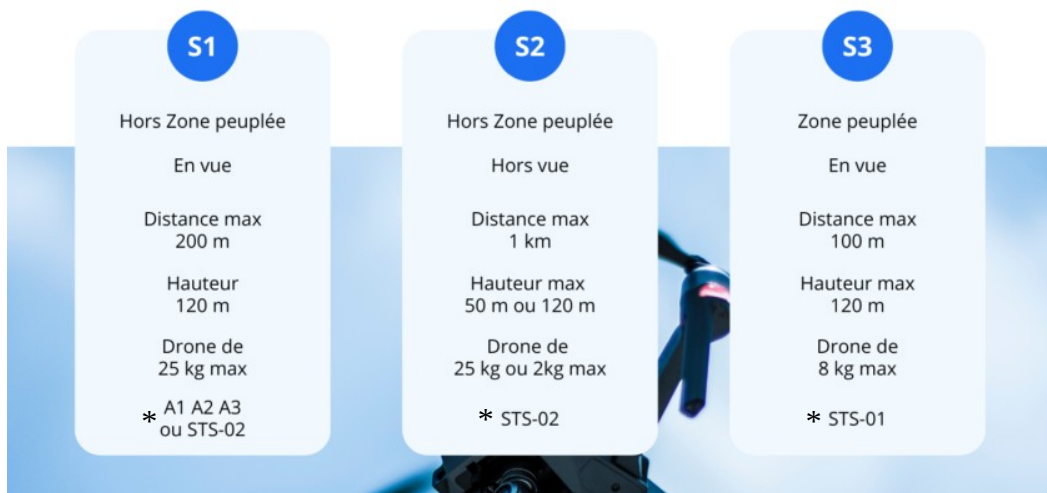 S1
Hors Zone peuplée
En vue
Distance max
200 m
Hauteur
120 m
Drone de
25 kg max
* A1 A2 A3
ou STS-02
S2
Hors Zone peuplée
Hors vue
Distance max
1 km
Hauteur max
50 m ou 120 m
Drone de
25 kg ou 2kg max
* STS-02
S3
Zone peuplée
En vue
Distance max
100 m
Hauteur max
120 m
Drone de
8 kg max
* STS-01